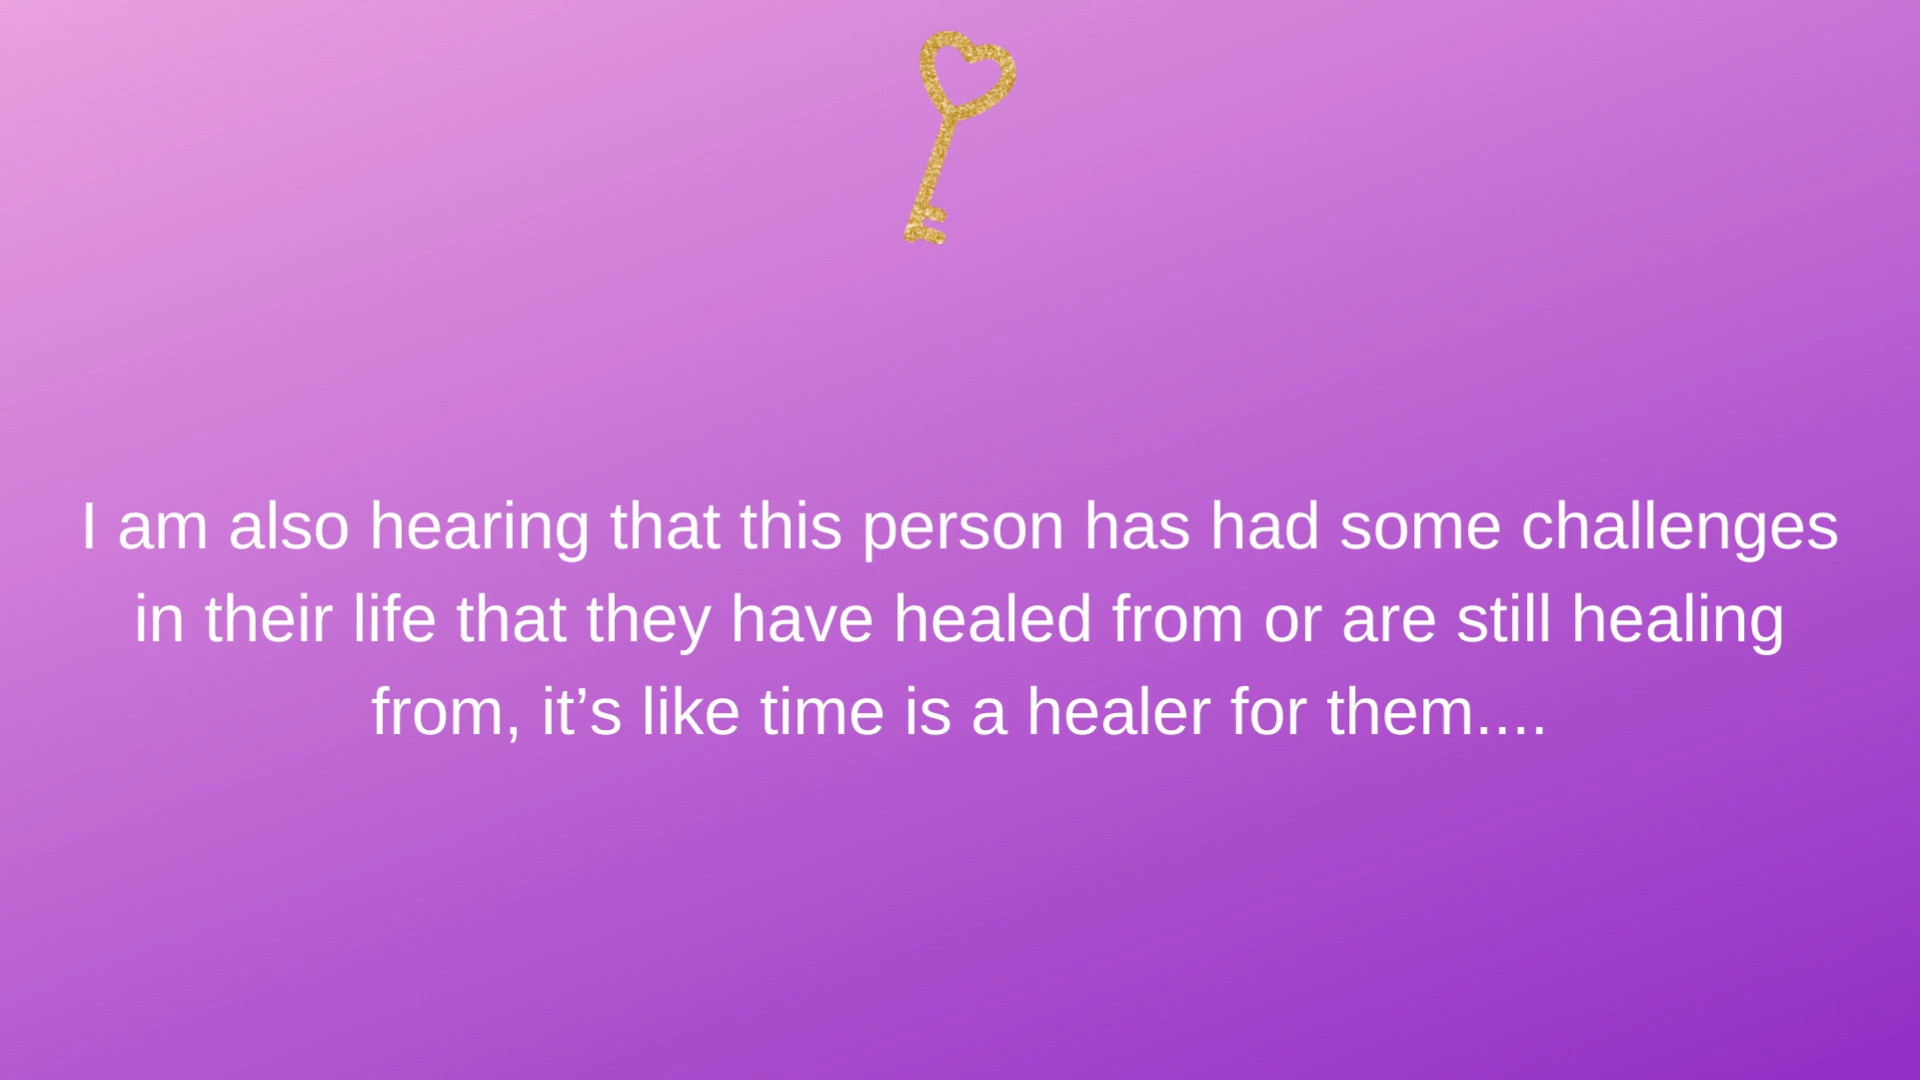 I am also hearing that this person has had some challenges
in their life that they have healed from or are still healing
from, it’s like time is a healer for them....